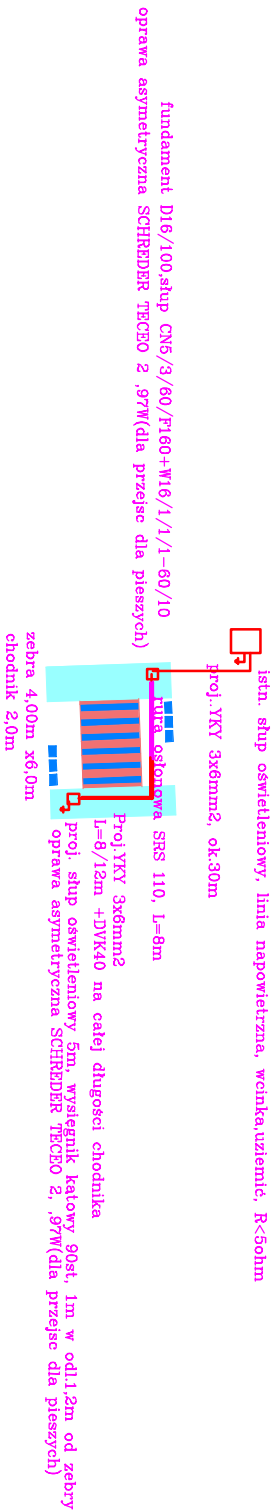 istn. słup oświetleniowy, linia napowietrzna, wcinka,uziemić, R<5ohm
proj..YKY 3x6mm2, ok.30m
fundament D16/100,słup CN5/3/60/F160+W16/1/1/1-60/10
oprawa asymetryczna SCHREDER TECEO 2 ,97W(dla przejsc dla pieszych)
rura osłonowa SRS 110, L=8m
Proj.YKY 3x6mm2
L=8/12m +DVK40 na całej długości chodnika
proj. słup oświetleniowy 5m, wysięgnik kątowy 90st, 1m w odl.1,2m od zebry
oprawa asymetryczna SCHREDER TECEO 2, ,97W(dla przejsc dla pieszych)
zebra 4,00m x6,0m
chodnik 2,0m